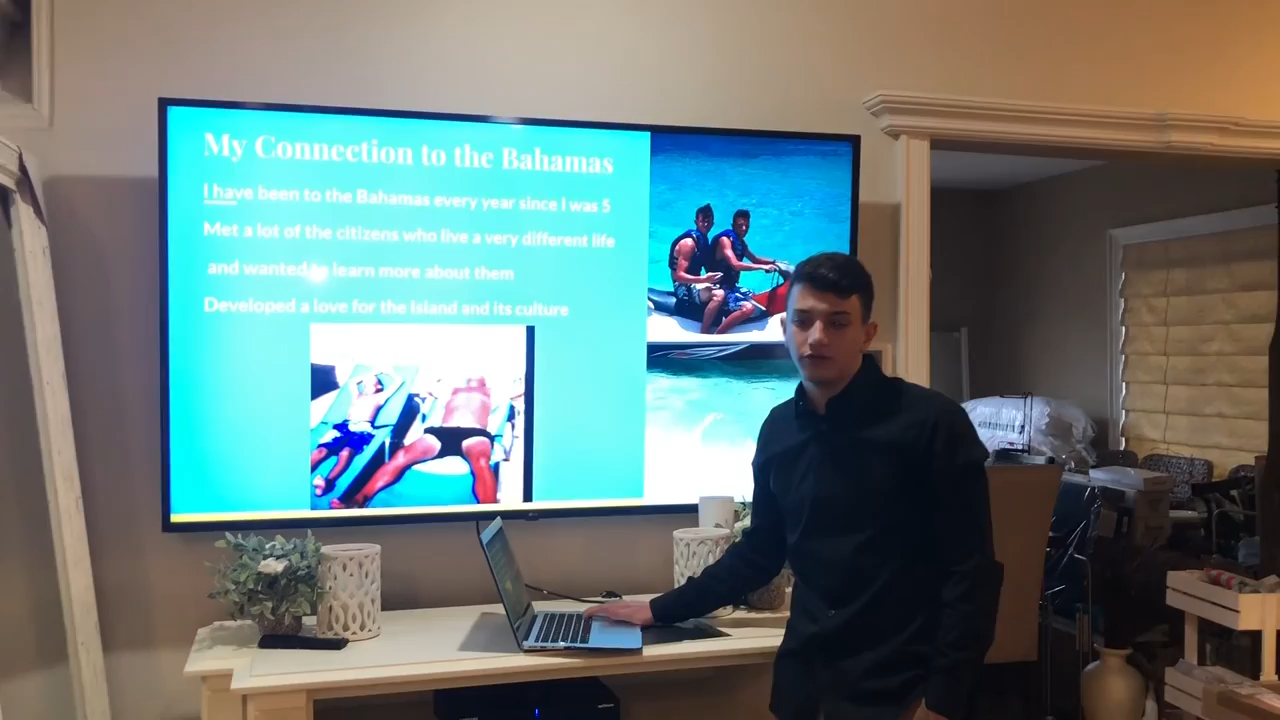 My Connection to the Bahamas
I have been to the Bahamas every year since I was 5
Met a lot of the citizens who live a very different life
and wanted to learn more about them
Developed a love for the island and its culture